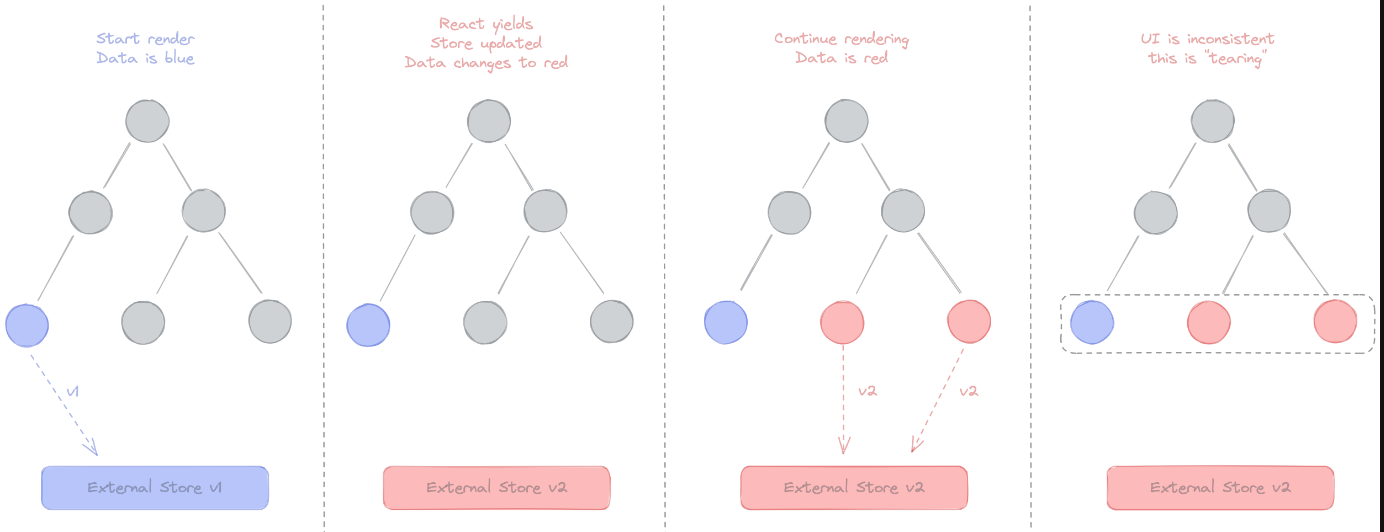 Start render
Data is blue
v1
External Store v1
React yields
Store updated
Data changes to red
External Store v2
Continue rendering
Data is red
v2
v2
External Store v2
UI is inconsistent
this is "tearing"
External Store v2